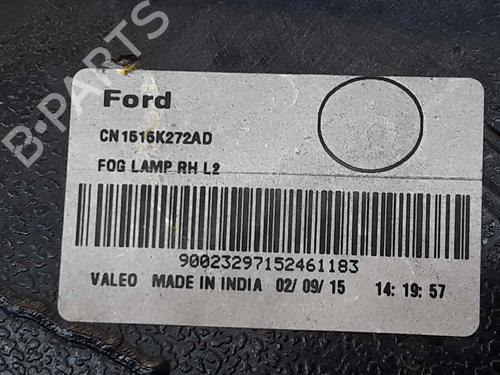 B-PARTS
Ford
CN1515K272AD
FOG LAMP RH L2
90023297152461183
VALEO MADE IN INDIA 02/09/15 14:19:57